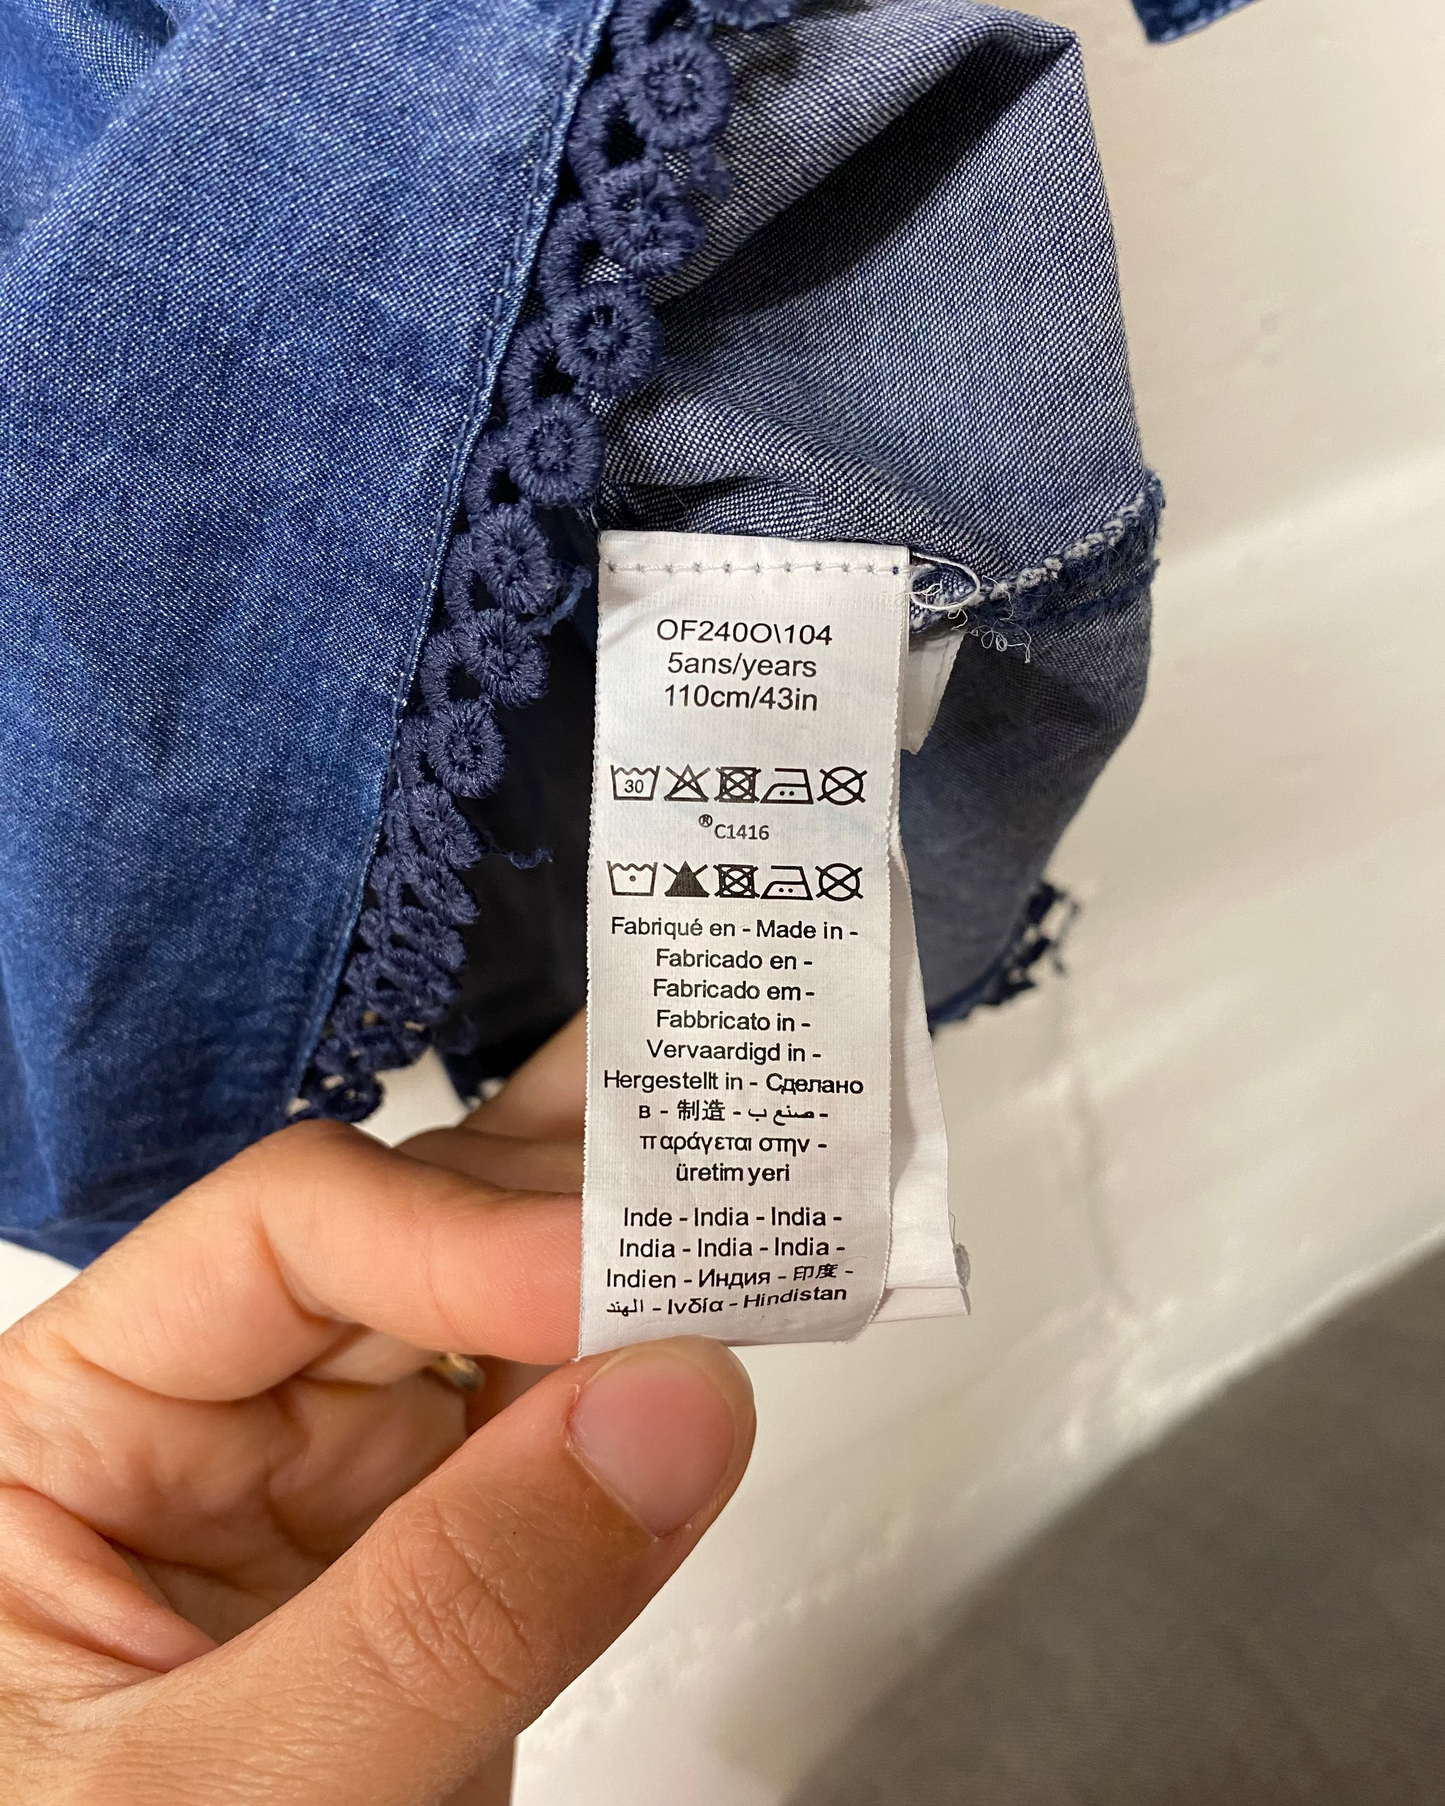 OF240O\104
5ans/years
110cm/43in
30
® C1416
Fabriqué en - Made in -
Fabricado en -
Fabricado em -
Fabbricato in -
Vervaardigd in -
Hergestellt in - Сделано
в - 制造 - صنع ب -
παράγεται στην -
üretim yeri
Inde - India - India -
India - India - India -
Indien - Индия - 印度 -
الهند - Ινδία - Hindistan